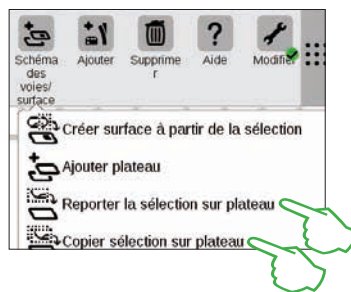 Schéma
des
voies/
surface
Ajouter
Supprime
r
Aide
Modifier
Créer surface à partir de la sélection
Ajouter plateau
Reporter la sélection sur plateau
Copier sélection sur plateau